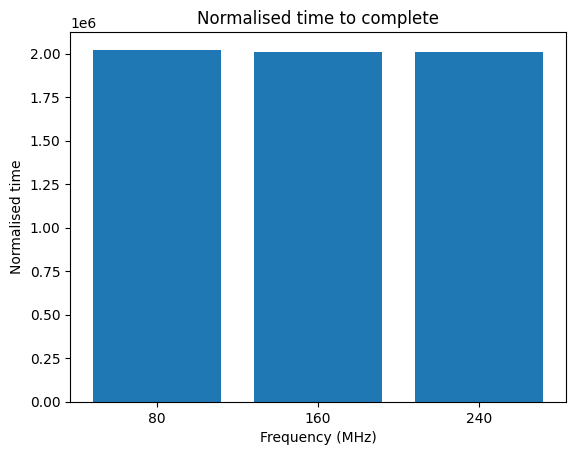 Normalised time to complete
1e6
2.00
1.75
1.50
1.25
1.00
0.75
0.50
0.25
0.00
Normalised time
80 160 240
Frequency (MHz)